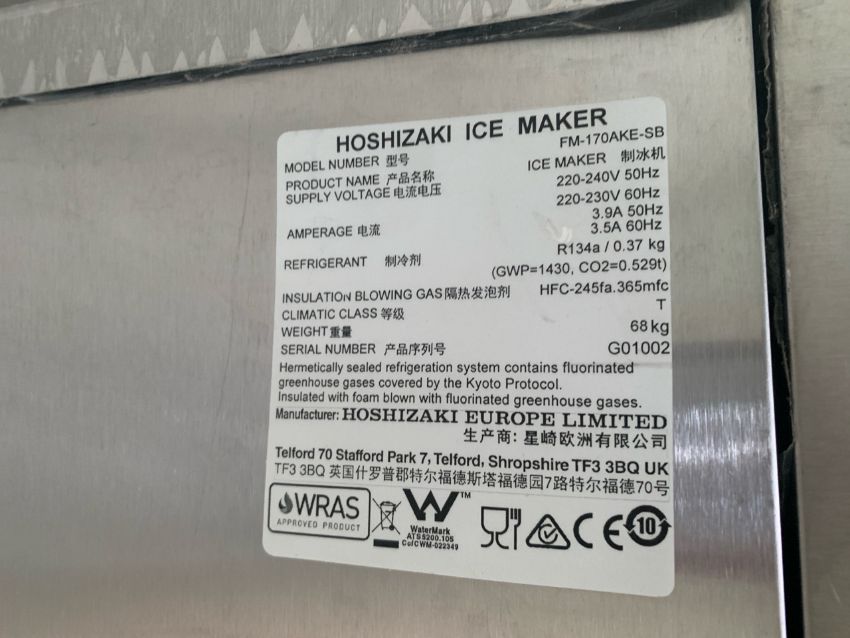 HOSHIZAKI ICE MAKER
MODEL NUMBER 型号 FM-170AKE-SB
PRODUCT NAME 产品名称 ICE MAKER 制冰机
SUPPLY VOLTAGE 电流电压 220-240V 50Hz
220-230V 60Hz
AMPERAGE 电流 3.9A 50Hz
3.5A 60Hz
REFRIGERANT 制冷剂 R134a / 0.37 kg
(GWP=1430, CO2=0.529t)
INSULATION BLOWING GAS 隔热发泡剂 HFC-245fa.365mfc
CLIMATIC CLASS 等级 T
WEIGHT 重量 68 kg
SERIAL NUMBER 产品序列号 G01002
Hermetically sealed refrigeration system contains fluorinated
greenhouse gases covered by the Kyoto Protocol.
Insulated with foam blown with fluorinated greenhouse gases.
Manufacturer: HOSHIZAKI EUROPE LIMITED
生产商: 星崎欧洲有限公司
Telford 70 Stafford Park 7, Telford, Shropshire TF3 3BQ UK
TF3 3BQ 英国什罗普郡特尔福德斯塔福德园7路特尔福德70号
WRAS
APPROVED PRODUCT
W™
WaterMark
ATS5200.105
CofCWM-022349
CE
10